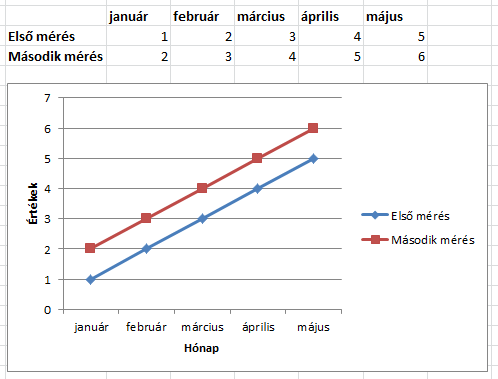 január február március április május
Első mérés 1 2 3 4 5
Második mérés 2 3 4 5 6
7
6
5
4
3
2
1
0
Értékek
január február március április május
Hónap
Első mérés
Második mérés